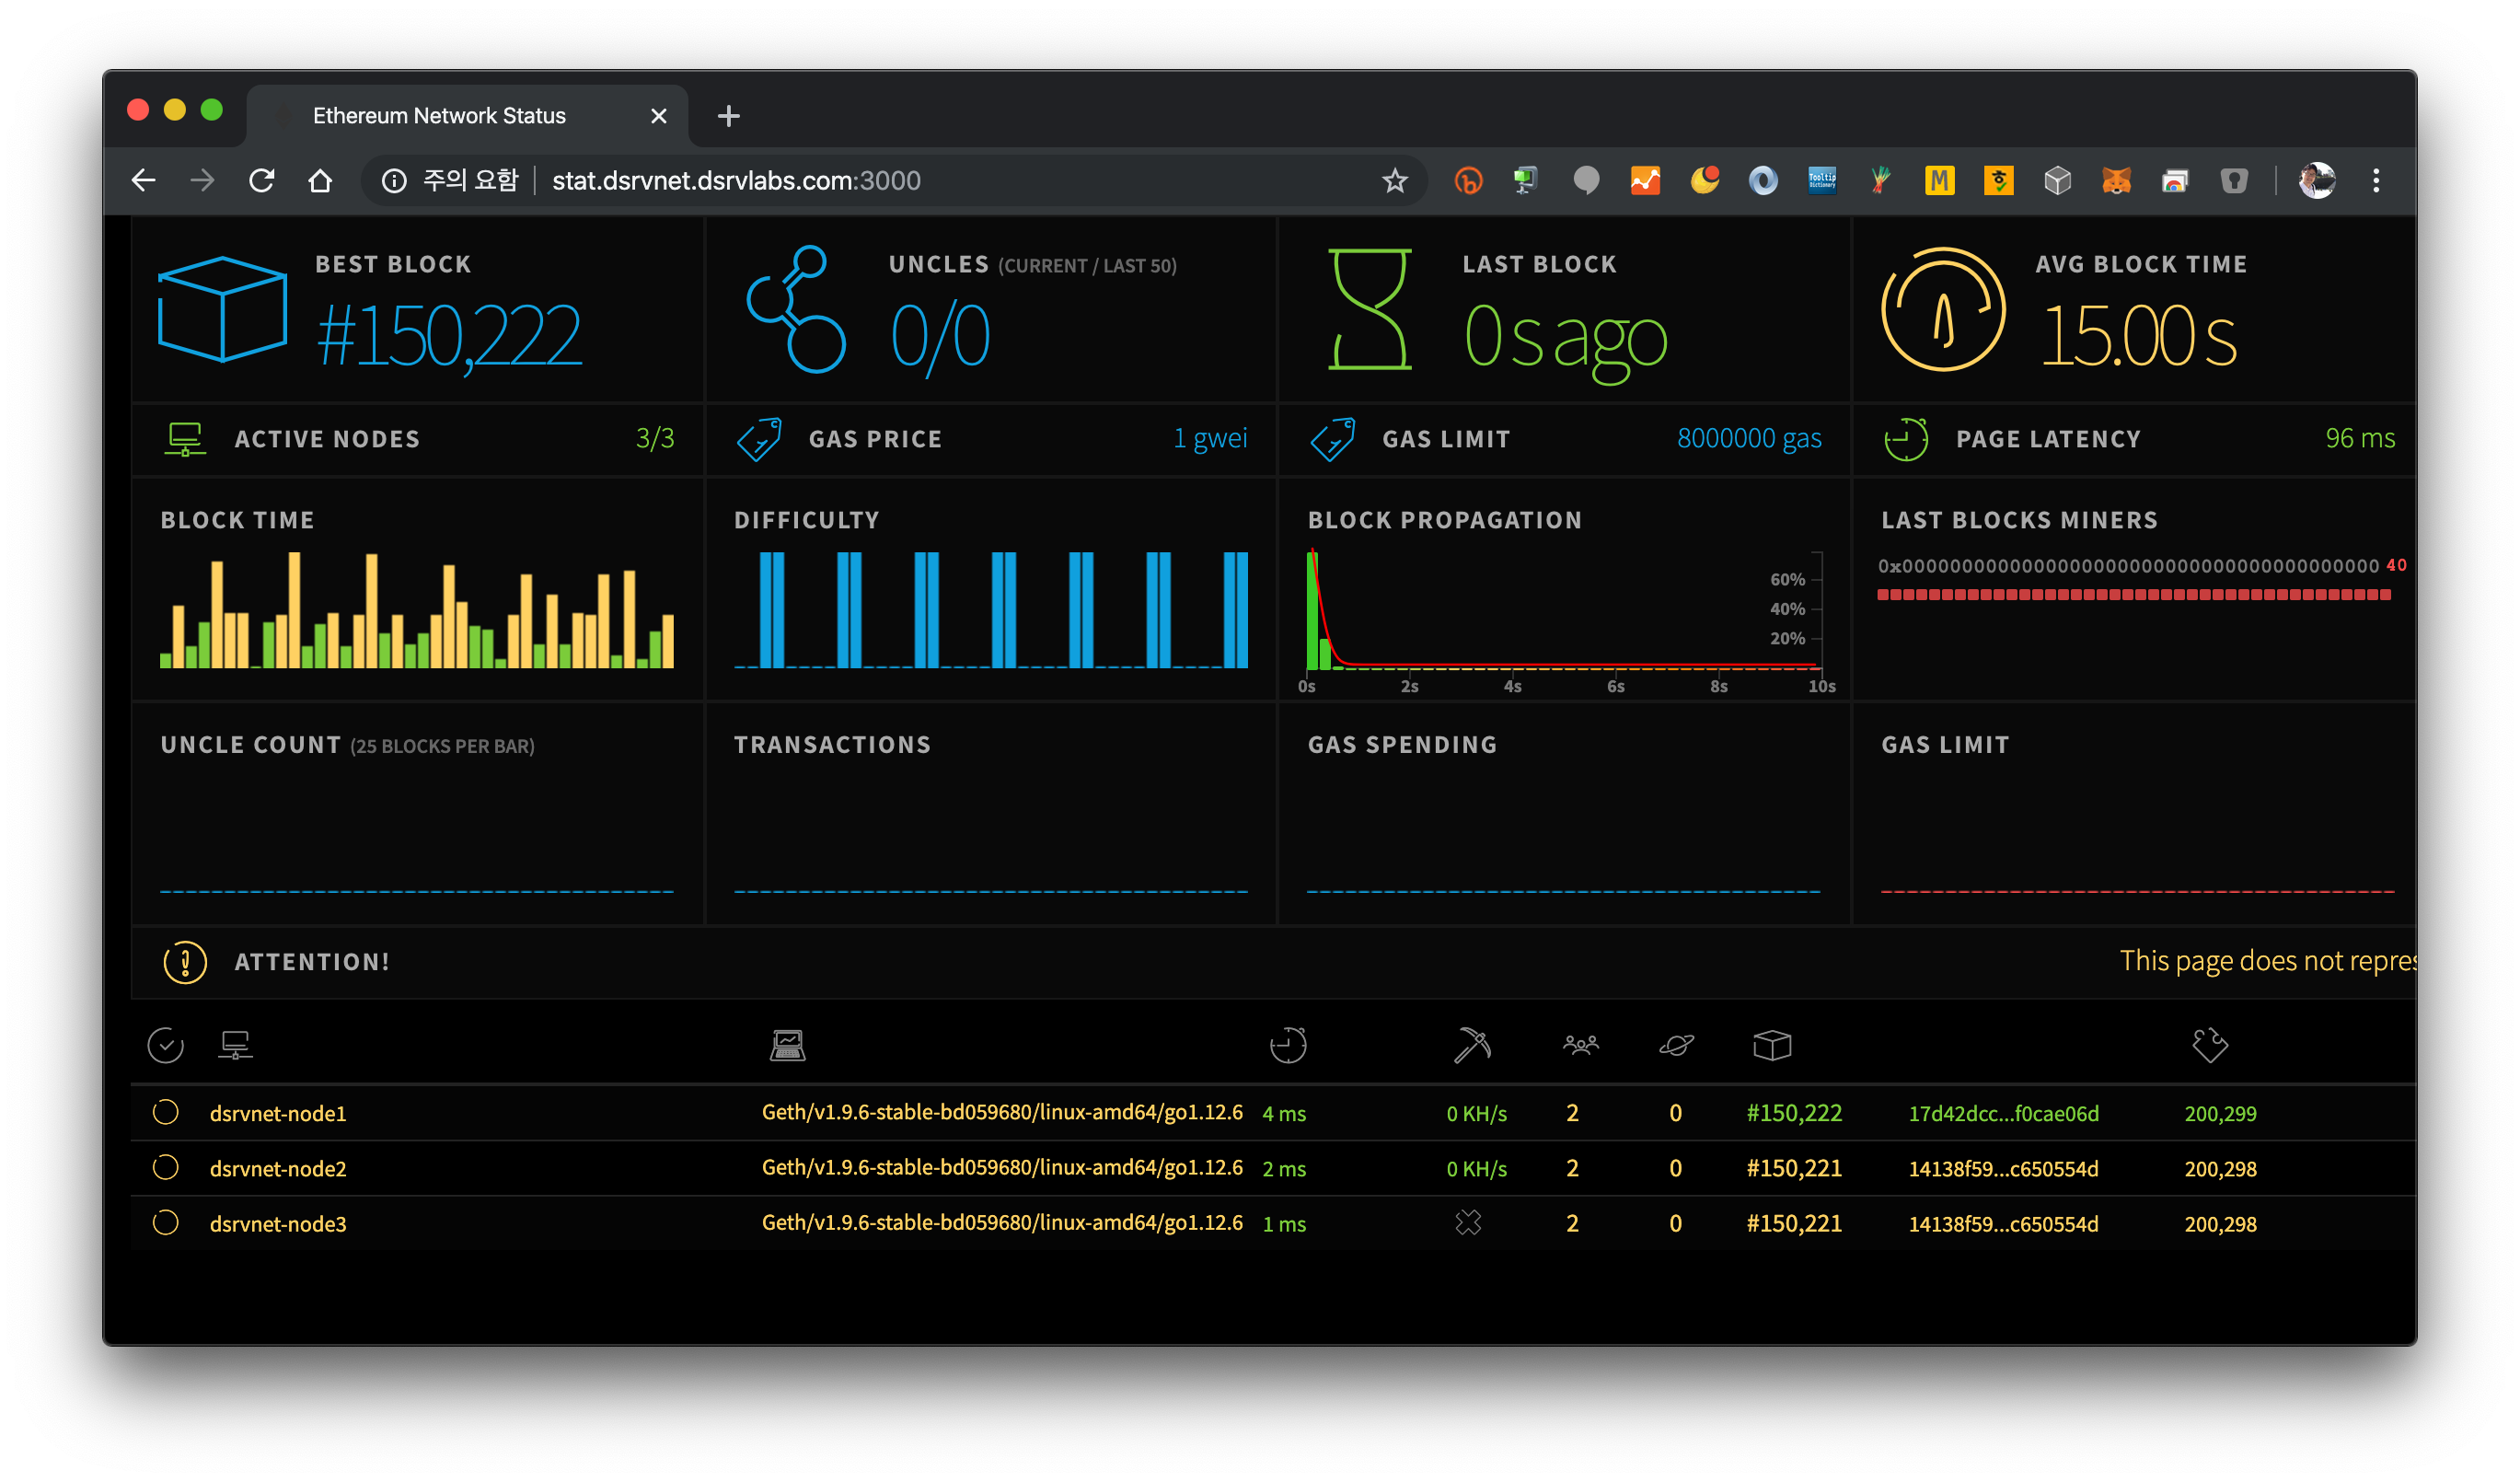 Ethereum Network Status
주의 요함 stat.dsrvnet.dsrvlabs.com:3000
Tooltip Dictionary
M
BEST BLOCK
#150,222
UNCLES (CURRENT / LAST 50)
0/0
LAST BLOCK
0 s ago
AVG BLOCK TIME
15.00 s
ACTIVE NODES 3/3
GAS PRICE 1 gwei
GAS LIMIT 8000000 gas
PAGE LATENCY 96 ms
BLOCK TIME
DIFFICULTY
BLOCK PROPAGATION
60%
40%
20%
0s 2s 4s 6s 8s 10s
LAST BLOCKS MINERS
0x0000000000000000000000000000000000000000 40
UNCLE COUNT (25 BLOCKS PER BAR)
TRANSACTIONS
GAS SPENDING
GAS LIMIT
ATTENTION! This page does not repres
dsrvnet-node1 Geth/v1.9.6-stable-bd059680/linux-amd64/go1.12.6 4 ms 0 KH/s 2 0 #150,222 17d42dcc...f0cae06d 200,299
dsrvnet-node2 Geth/v1.9.6-stable-bd059680/linux-amd64/go1.12.6 2 ms 0 KH/s 2 0 #150,221 14138f59...c650554d 200,298
dsrvnet-node3 Geth/v1.9.6-stable-bd059680/linux-amd64/go1.12.6 1 ms 2 0 #150,221 14138f59...c650554d 200,298